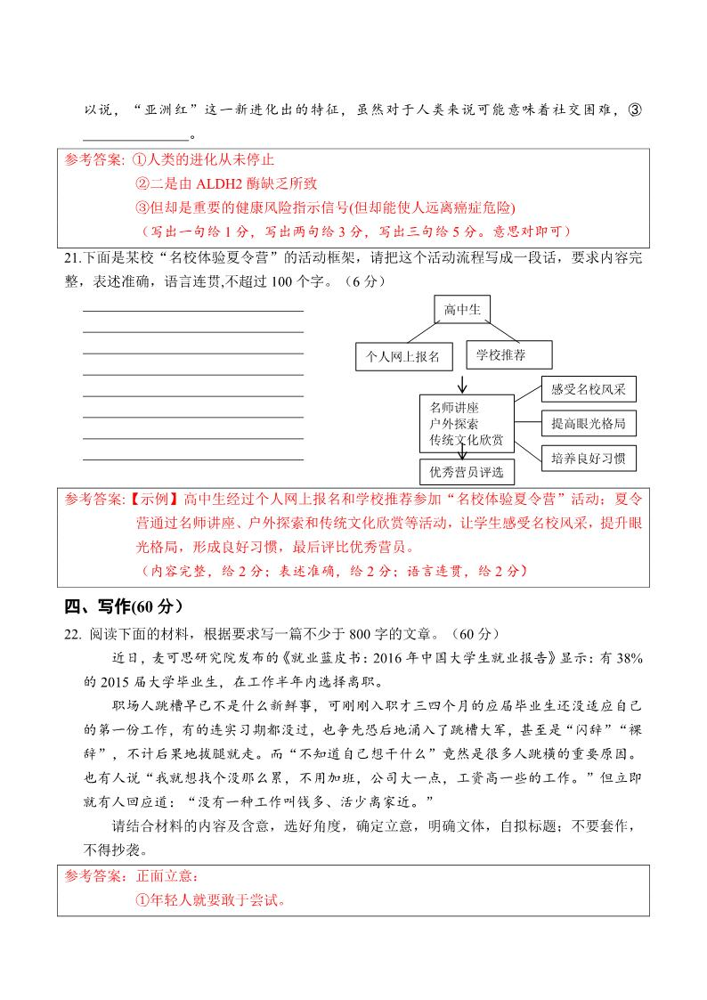 以说，“亚洲红”这一新进化出的特征，虽然对于人类来说可能意味着社交困难，③
_______________。
参考答案: ①人类的进化从未停止
②二是由 ALDH2 酶缺乏所致
③但却是重要的健康风险指示信号(但却能使人远离癌症危险)
（写出一句给 1 分，写出两句给 3 分，写出三句给 5 分。意思对即可）
21.下面是某校“名校体验夏令营”的活动框架，请把这个活动流程写成一段话，要求内容完
整，表述准确，语言连贯,不超过 100 个字。（6 分）
高中生
个人网上报名
学校推荐
名师讲座
户外探索
传统文化欣赏
感受名校风采
提高眼光格局
培养良好习惯
优秀营员评选
参考答案:【示例】高中生经过个人网上报名和学校推荐参加“名校体验夏令营”活动；夏令
营通过名师讲座、户外探索和传统文化欣赏等活动，让学生感受名校风采，提升眼
光格局，形成良好习惯，最后评比优秀营员。
（内容完整，给 2 分；表述准确，给 2 分；语言连贯，给 2 分）
四、写作(60 分）
22. 阅读下面的材料，根据要求写一篇不少于 800 字的文章。（60 分）
近日，麦可思研究院发布的《就业蓝皮书：2016 年中国大学生就业报告》显示：有 38%
的 2015 届大学毕业生，在工作半年内选择离职。
职场人跳槽早已不是什么新鲜事，可刚刚入职才三四个月的应届毕业生还没适应自己
的第一份工作，有的连实习期都没过，也争先恐后地涌入了跳槽大军，甚至是“闪辞”“裸
辞”，不计后果地拔腿就走。而“不知道自己想干什么”竟然是很多人跳横的重要原因。
也有人说“我就想找个没那么累，不用加班，公司大一点，工资高一些的工作。”但立即
就有人回应道：“没有一种工作叫钱多、活少离家近。”
请结合材料的内容及含意，选好角度，确定立意，明确文体，自拟标题；不要套作，
不得抄袭。
参考答案：正面立意：
①年轻人就要敢于尝试。